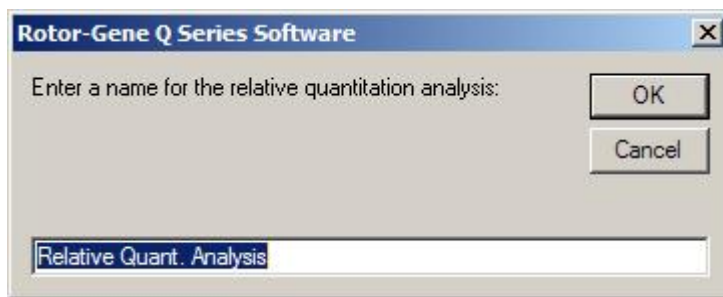 Rotor-Gene Q Series Software
Enter a name for the relative quantitation analysis:
OK
Cancel
Relative Quant. Analysis